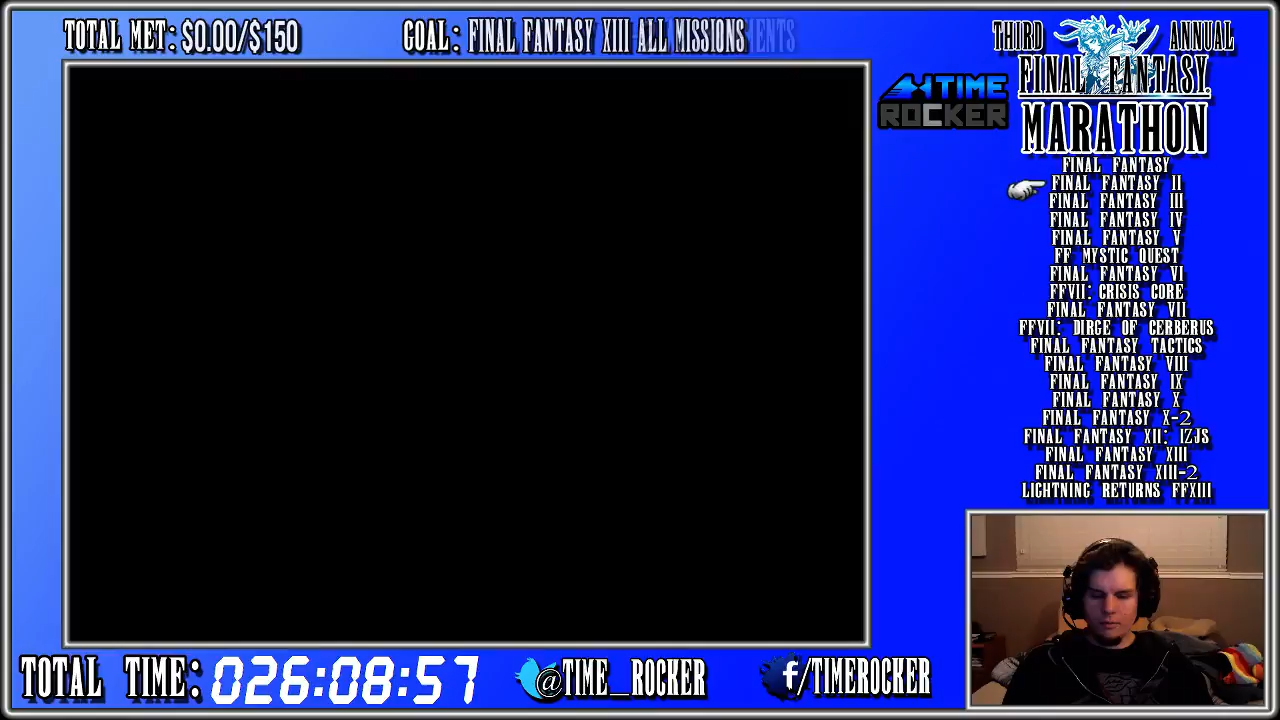 TOTAL MET: $0.00/$150
GOAL: FINAL FANTASY XIII ALL MISSIONS
THIRD ANNUAL
FINAL FANTASY
MARATHON
TIME
ROCKER
FINAL FANTASY
FINAL FANTASY II
FINAL FANTASY III
FINAL FANTASY IV
FINAL FANTASY V
FF MYSTIC QUEST
FINAL FANTASY VI
FFVII: CRISIS CORE
FINAL FANTASY VII
FFVII: DIRGE OF CERBERUS
FINAL FANTASY TACTICS
FINAL FANTASY VIII
FINAL FANTASY IX
FINAL FANTASY X
FINAL FANTASY X-2
FINAL FANTASY XII: IZJS
FINAL FANTASY XIII
FINAL FANTASY XIII-2
LIGHTNING RETURNS FFXIII
TOTAL TIME: 026:08:57
@TIME_ROCKER
f/TIMEROCKER